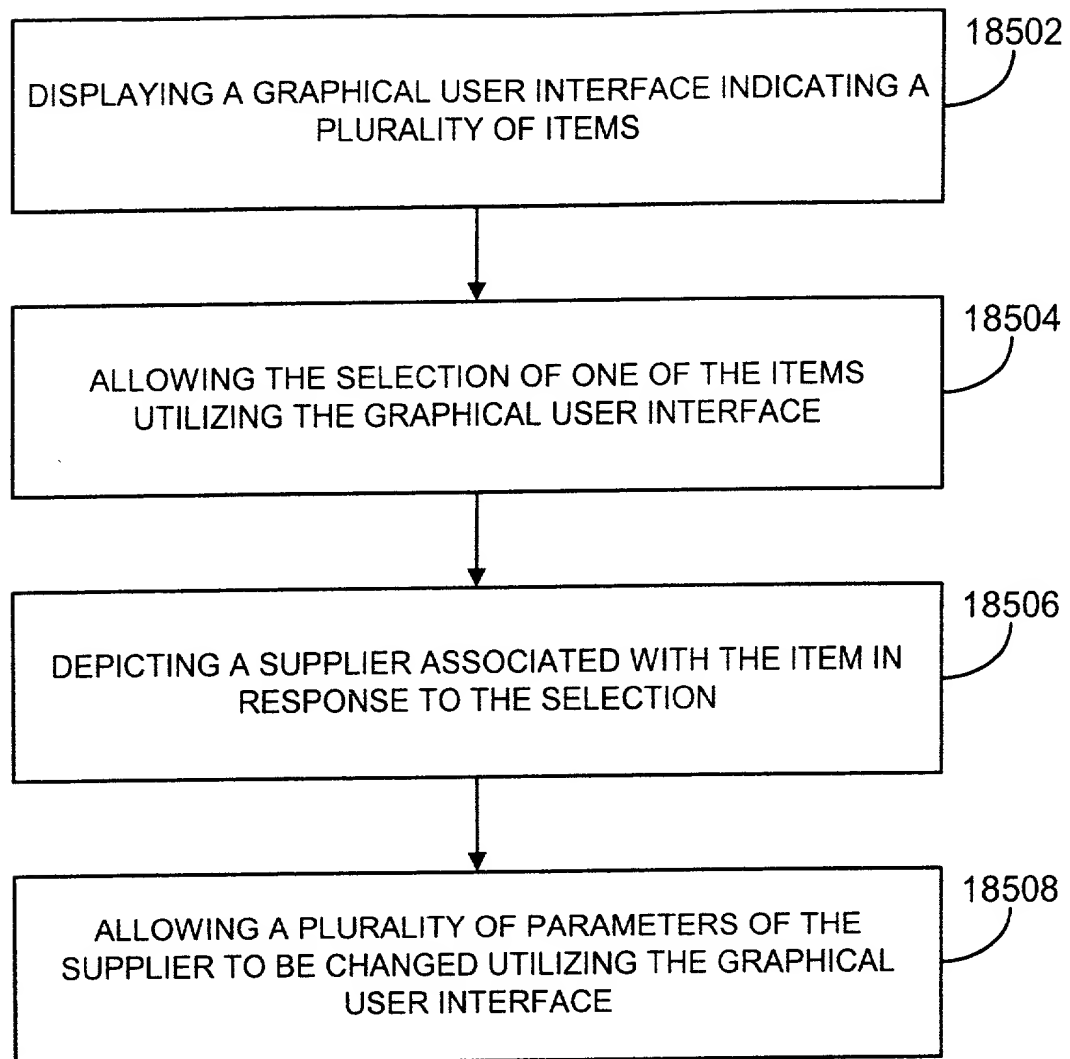 18502
DISPLAYING A GRAPHICAL USER INTERFACE INDICATING A
PLURALITY OF ITEMS
18504
ALLOWING THE SELECTION OF ONE OF THE ITEMS
UTILIZING THE GRAPHICAL USER INTERFACE
18506
DEPICTING A SUPPLIER ASSOCIATED WITH THE ITEM IN
RESPONSE TO THE SELECTION
18508
ALLOWING A PLURALITY OF PARAMETERS OF THE
SUPPLIER TO BE CHANGED UTILIZING THE GRAPHICAL
USER INTERFACE